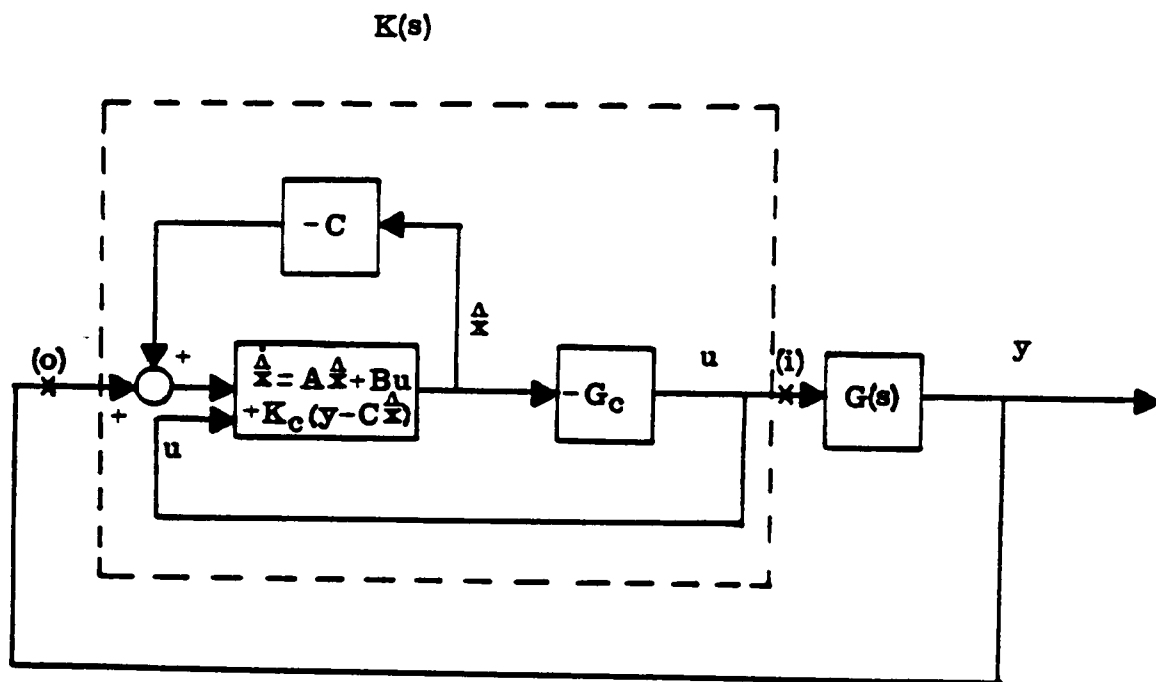 K(s)
-C
x̂
(o)
+
+
u
x̂̇ = Ax̂ + Bu
+K_c(y-Cx̂)
-G_c
u
(i)
G(s)
y